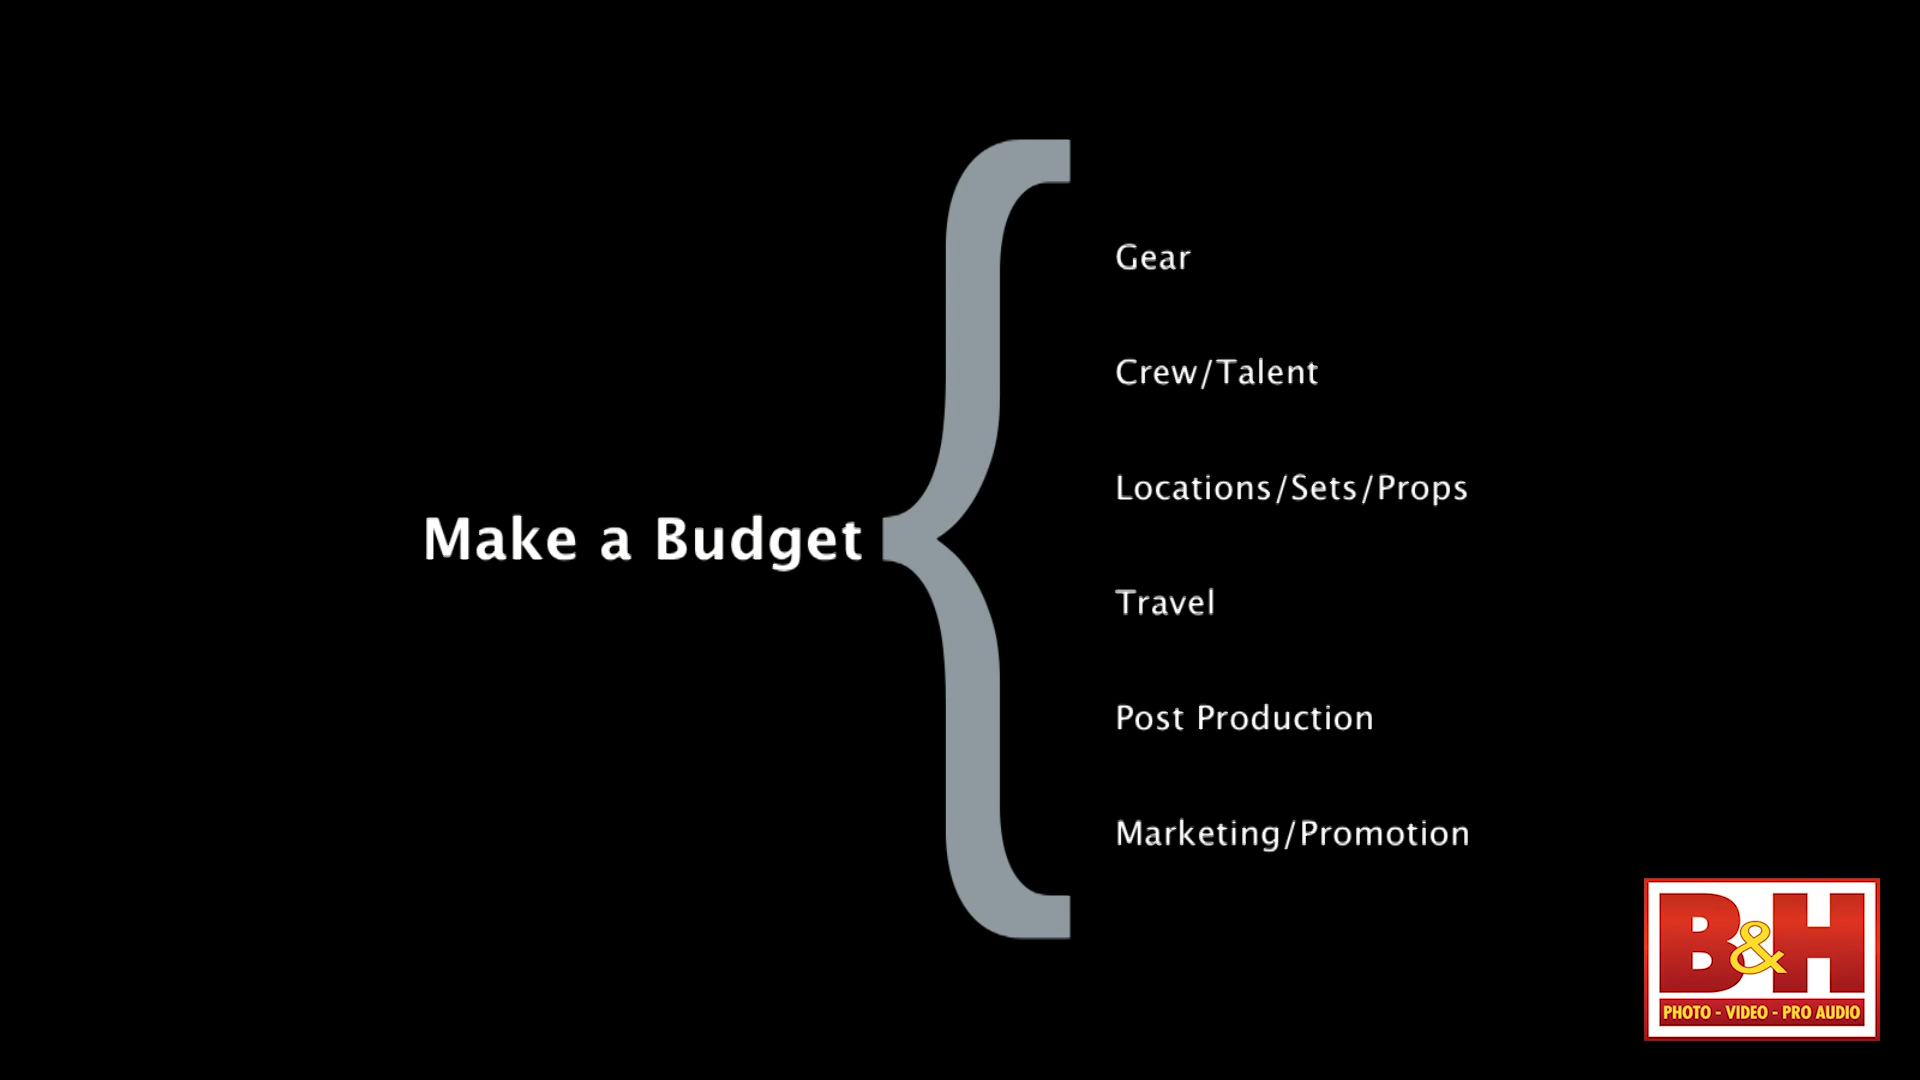 Make a Budget
Gear
Crew/Talent
Locations/Sets/Props
Travel
Post Production
Marketing/Promotion
B&H
PHOTO - VIDEO - PRO AUDIO